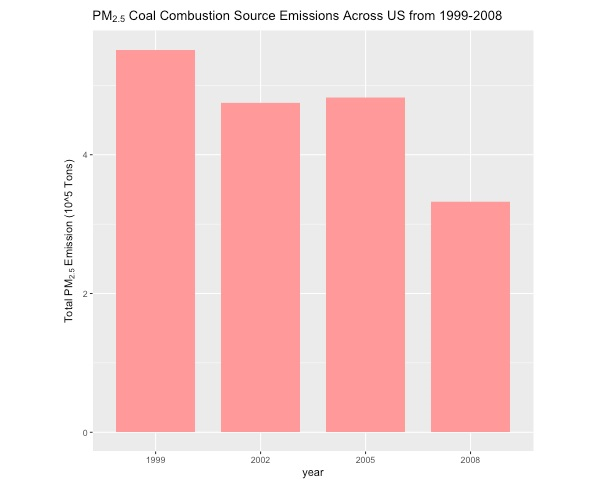 PM2.5 Coal Combustion Source Emissions Across US from 1999-2008
Total PM2.5 Emission (10^5 Tons)
4
2
0
1999 2002 2005 2008
year